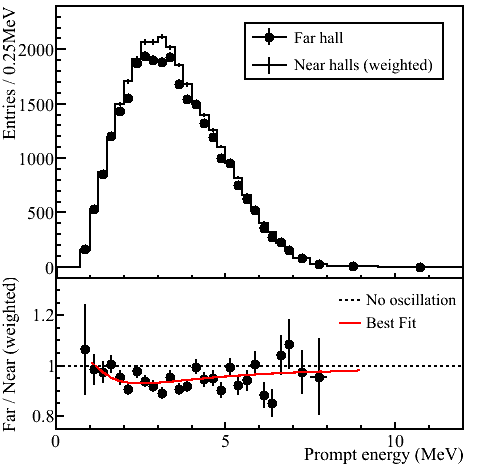 Entries / 0.25MeV
2000
1500
1000
500
0
Far hall
Near halls (weighted)
Far / Near (weighted)
1.2
1
0.8
No oscillation
Best Fit
0
5
10
Prompt energy (MeV)